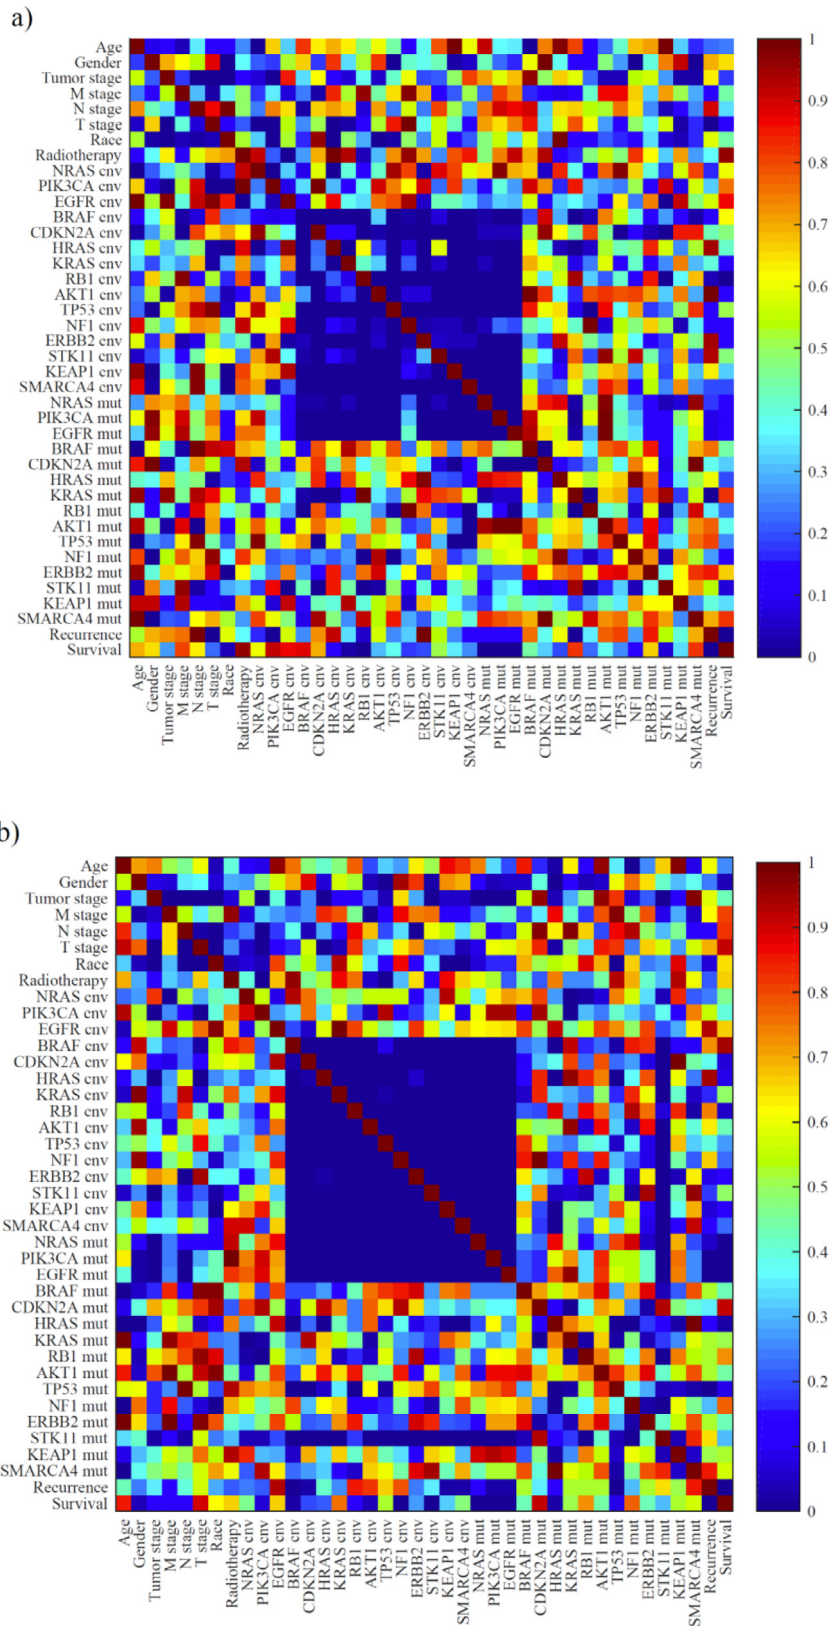 a)
Age
Gender
Tumor stage
M stage
N stage
T stage
Race
Radiotherapy
NRAS cnv
PIK3CA cnv
EGFR cnv
BRAF cnv
CDKN2A cnv
HRAS cnv
KRAS cnv
RB1 cnv
AKT1 cnv
TP53 cnv
NF1 cnv
ERBB2 cnv
STK11 cnv
KEAP1 cnv
SMARCA4 cnv
NRAS mut
PIK3CA mut
EGFR mut
BRAF mut
CDKN2A mut
HRAS mut
KRAS mut
RB1 mut
AKT1 mut
TP53 mut
NF1 mut
ERBB2 mut
STK11 mut
KEAP1 mut
SMARCA4 mut
Recurrence
Survival
1
0.9
0.8
0.7
0.6
0.5
0.4
0.3
0.2
0.1
0
Age
Gender
Tumor stage
M stage
N stage
T stage
Race
Radiotherapy
NRAS cnv
PIK3CA cnv
EGFR cnv
BRAF cnv
CDKN2A cnv
HRAS cnv
KRAS cnv
RB1 cnv
AKT1 cnv
TP53 cnv
NF1 cnv
ERBB2 cnv
STK11 cnv
KEAP1 cnv
SMARCA4 cnv
NRAS mut
PIK3CA mut
EGFR mut
BRAF mut
CDKN2A mut
HRAS mut
KRAS mut
RB1 mut
AKT1 mut
TP53 mut
NF1 mut
ERBB2 mut
STK11 mut
KEAP1 mut
SMARCA4 mut
Recurrence
Survival
b)
Age
Gender
Tumor stage
M stage
N stage
T stage
Race
Radiotherapy
NRAS cnv
PIK3CA cnv
EGFR cnv
BRAF cnv
CDKN2A cnv
HRAS cnv
KRAS cnv
RB1 cnv
AKT1 cnv
TP53 cnv
NF1 cnv
ERBB2 cnv
STK11 cnv
KEAP1 cnv
SMARCA4 cnv
NRAS mut
PIK3CA mut
EGFR mut
BRAF mut
CDKN2A mut
HRAS mut
KRAS mut
RB1 mut
AKT1 mut
TP53 mut
NF1 mut
ERBB2 mut
STK11 mut
KEAP1 mut
SMARCA4 mut
Recurrence
Survival
1
0.9
0.8
0.7
0.6
0.5
0.4
0.3
0.2
0.1
0
Age
Gender
Tumor stage
M stage
N stage
T stage
Race
Radiotherapy
NRAS cnv
PIK3CA cnv
EGFR cnv
BRAF cnv
CDKN2A cnv
HRAS cnv
KRAS cnv
RB1 cnv
AKT1 cnv
TP53 cnv
NF1 cnv
ERBB2 cnv
STK11 cnv
KEAP1 cnv
SMARCA4 cnv
NRAS mut
PIK3CA mut
EGFR mut
BRAF mut
CDKN2A mut
HRAS mut
KRAS mut
RB1 mut
AKT1 mut
TP53 mut
NF1 mut
ERBB2 mut
STK11 mut
KEAP1 mut
SMARCA4 mut
Recurrence
Survival